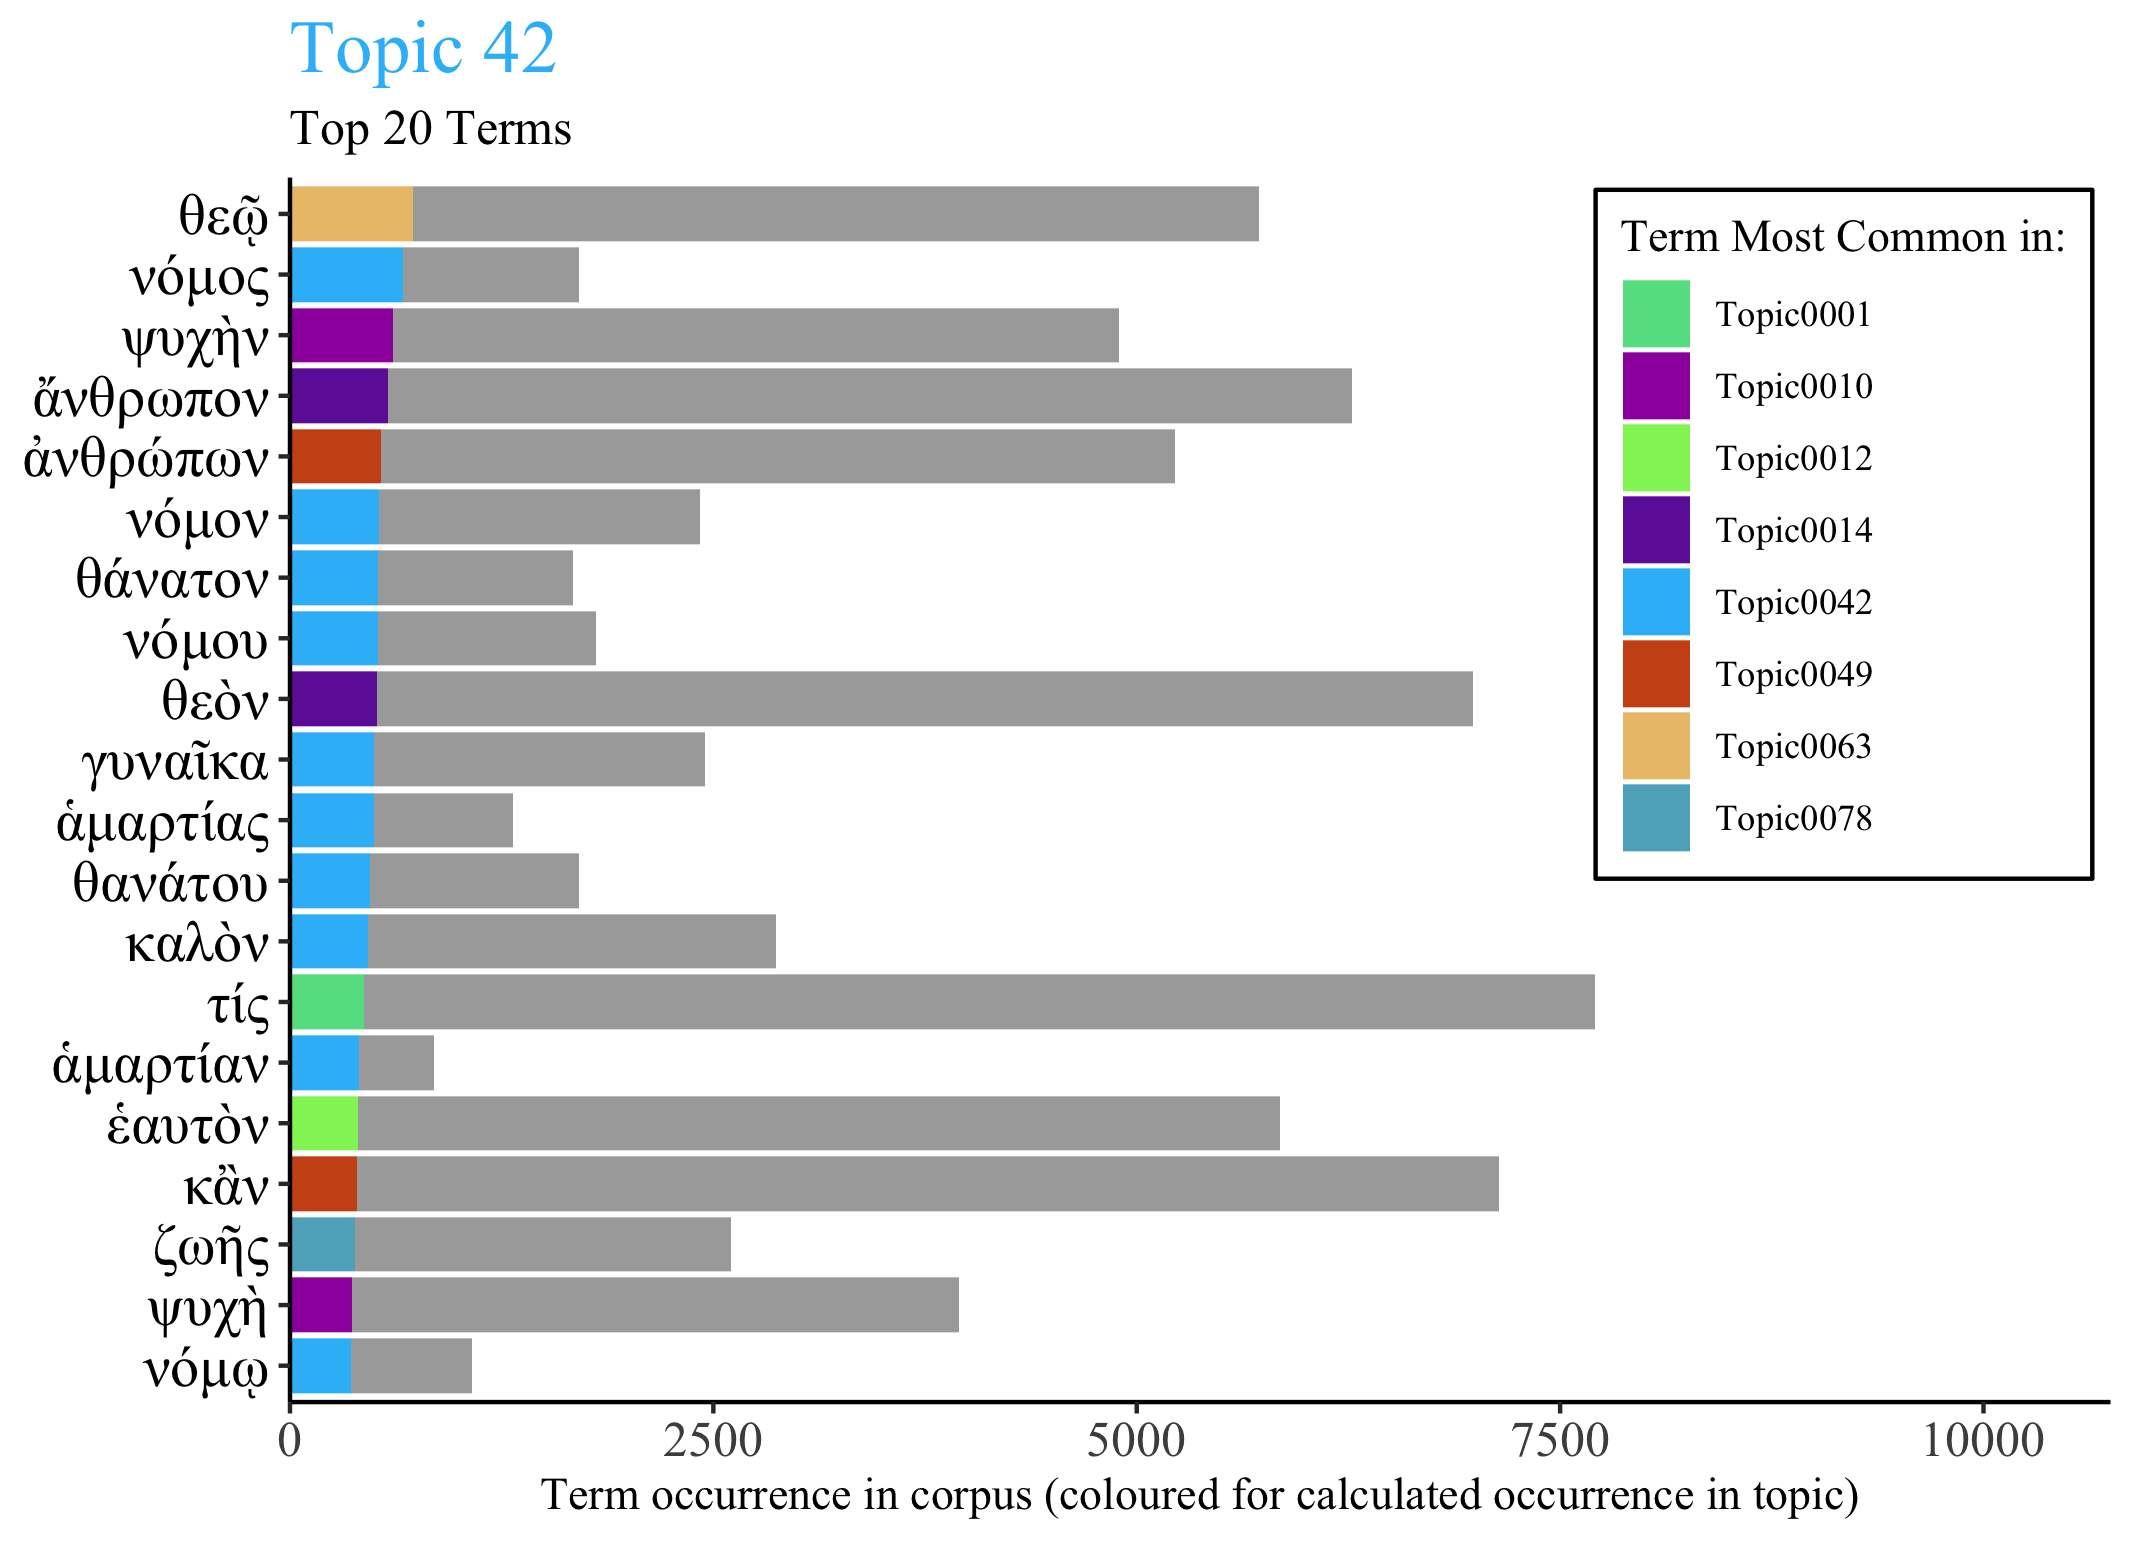 Topic 42
Top 20 Terms
θεῷ
νόμος
ψυχὴν
ἄνθρωπον
ἀνθρώπων
νόμον
θάνατον
νόμου
θεὸν
γυναῖκα
ἁμαρτίας
θανάτου
καλὸν
τίς
ἁμαρτίαν
ἑαυτὸν
κἂν
ζωῆς
ψυχὴ
νόμῳ
Term Most Common in:
Topic0001
Topic0010
Topic0012
Topic0014
Topic0042
Topic0049
Topic0063
Topic0078
0 2500 5000 7500 10000
Term occurrence in corpus (coloured for calculated occurrence in topic)